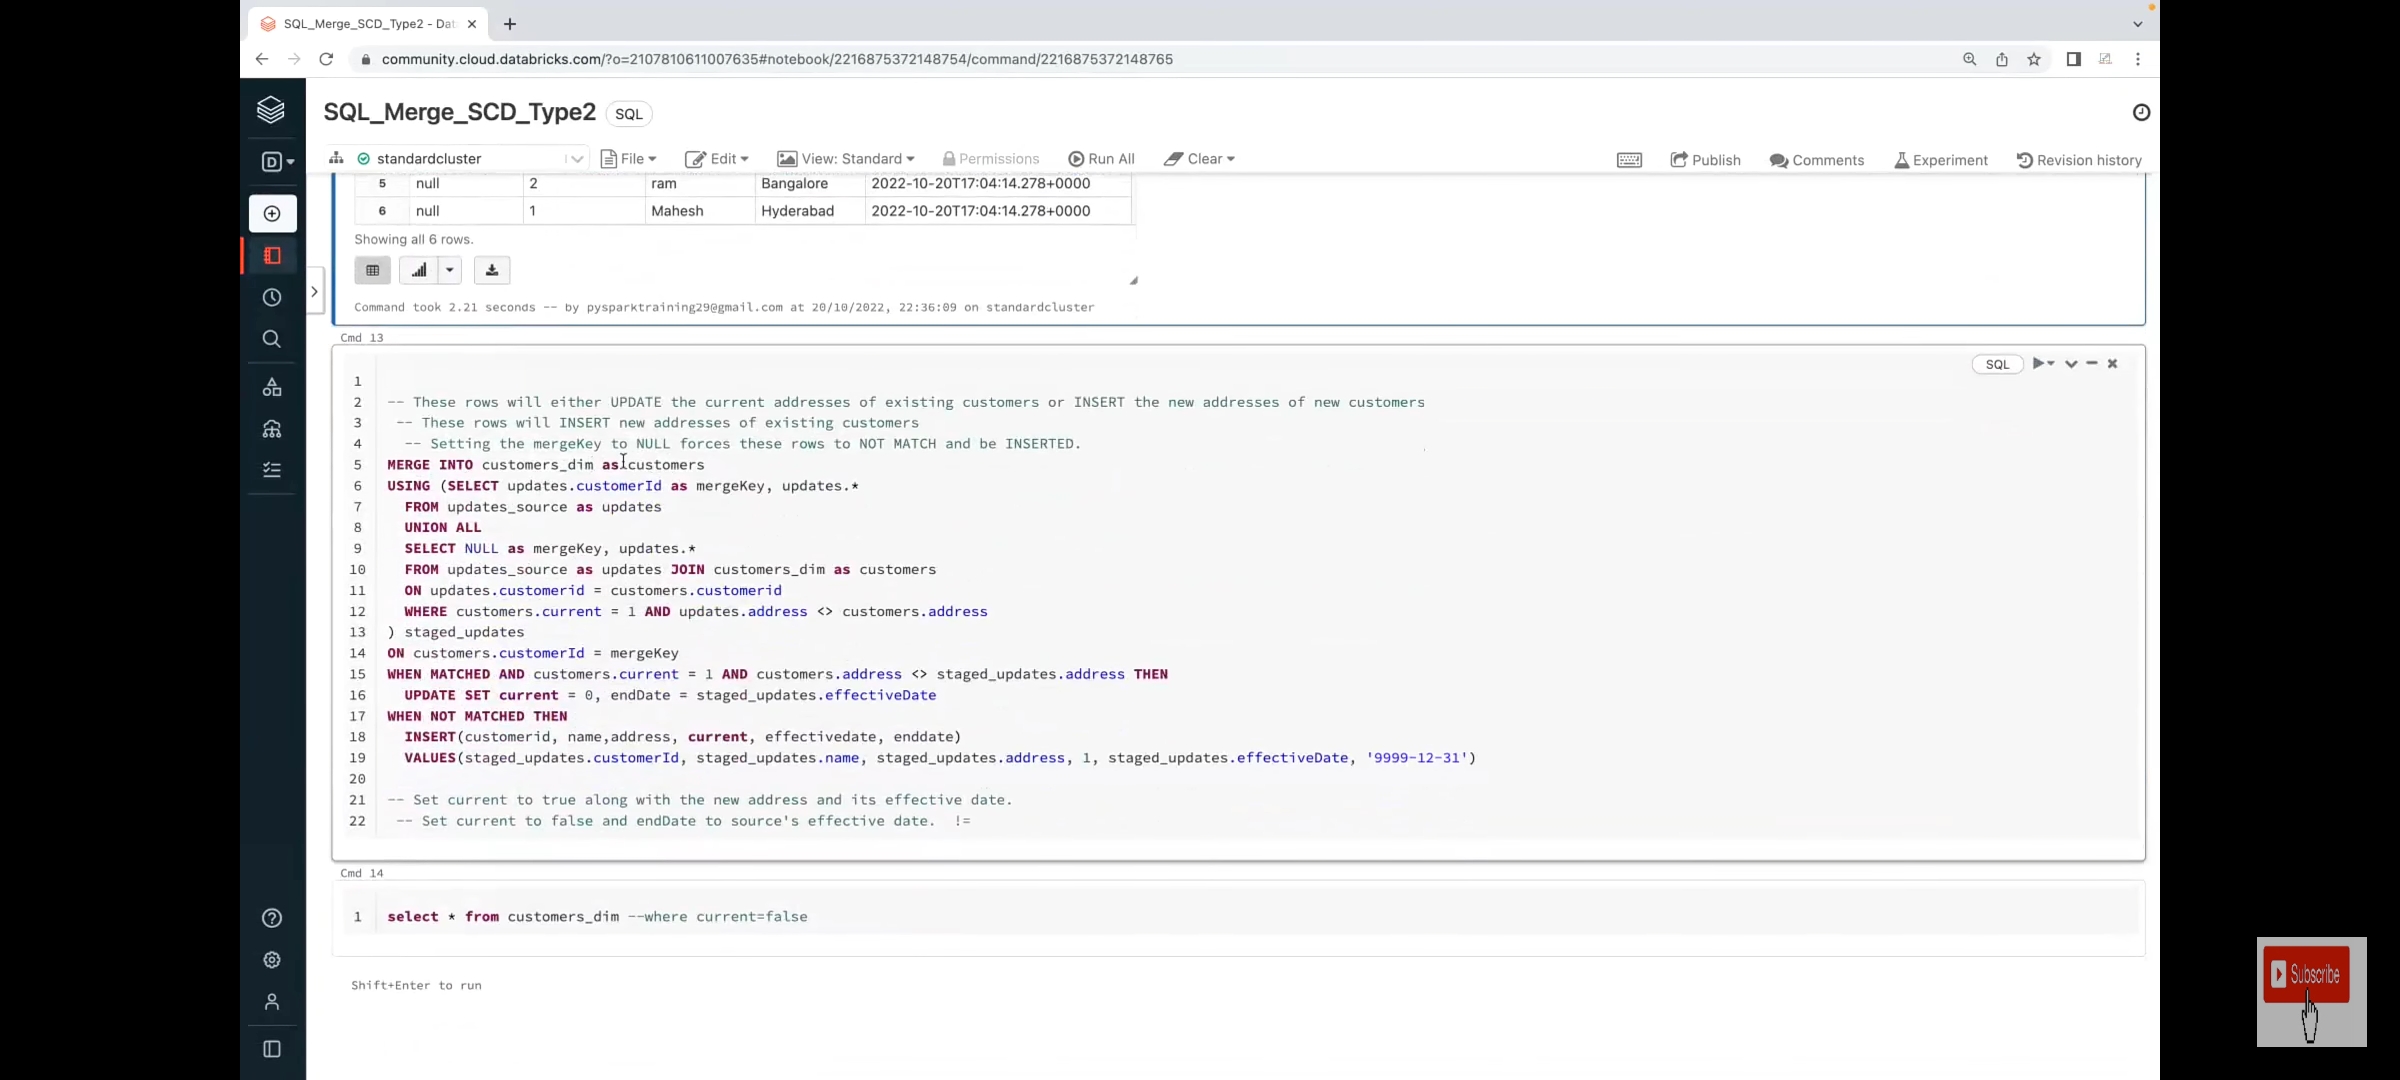 SQL_Merge_SCD_Type2 - Dat
community.cloud.databricks.com/?o=2107810611007635#notebook/2216875372148754/command/2216875372148765
SQL_Merge_SCD_Type2 SQL
D standardcluster File Edit View: Standard Permissions Run All Clear Publish Comments Experiment Revision history
5 null 2 ram Bangalore 2022-10-20T17:04:14.278+0000
6 null 1 Mahesh Hyderabad 2022-10-20T17:04:14.278+0000
Showing all 6 rows.
Command took 2.21 seconds -- by pysparktraining29@gmail.com at 20/10/2022, 22:36:09 on standardcluster
Cmd 13
SQL
1
2 -- These rows will either UPDATE the current addresses of existing customers or INSERT the new addresses of new customers
3 -- These rows will INSERT new addresses of existing customers
4 -- Setting the mergeKey to NULL forces these rows to NOT MATCH and be INSERTED.
5 MERGE INTO customers_dim as customers
6 USING (SELECT updates.customerId as mergeKey, updates.*
7 FROM updates_source as updates
8 UNION ALL
9 SELECT NULL as mergeKey, updates.*
10 FROM updates_source as updates JOIN customers_dim as customers
11 ON updates.customerid = customers.customerid
12 WHERE customers.current = 1 AND updates.address <> customers.address
13 ) staged_updates
14 ON customers.customerId = mergeKey
15 WHEN MATCHED AND customers.current = 1 AND customers.address <> staged_updates.address THEN
16 UPDATE SET current = 0, endDate = staged_updates.effectiveDate
17 WHEN NOT MATCHED THEN
18 INSERT(customerid, name,address, current, effectivedate, enddate)
19 VALUES(staged_updates.customerId, staged_updates.name, staged_updates.address, 1, staged_updates.effectiveDate, '9999-12-31')
20
21 -- Set current to true along with the new address and its effective date.
22 -- Set current to false and endDate to source's effective date. !=
Cmd 14
1 select * from customers_dim --where current=false
Shift+Enter to run
Subscribe